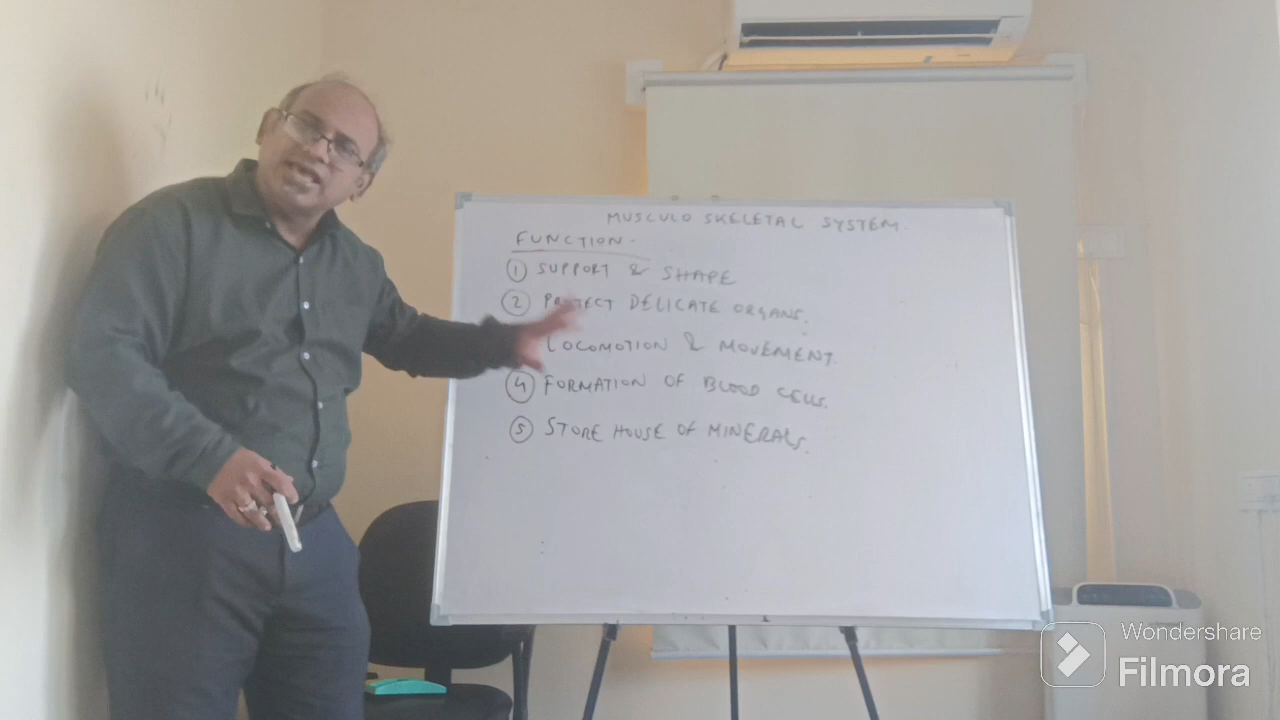 MUSCULO SKELETAL SYSTEM.
FUNCTION.
1 SUPPORT & SHAPE
2 PROTECT DELICATE ORGANS.
LOCOMOTION & MOVEMENT.
4 FORMATION OF BLOOD CELLS.
5 STORE HOUSE OF MINERALS.
Wondershare
Filmora